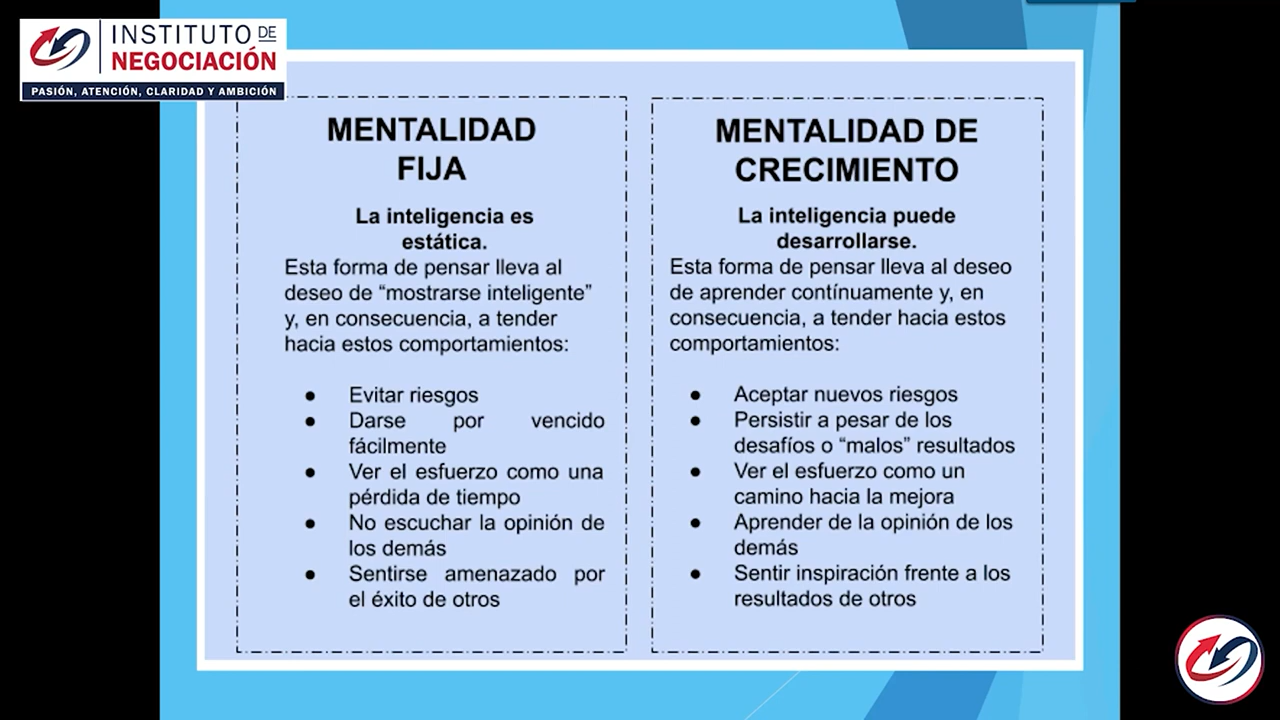 INSTITUTO DE
NEGOCIACIÓN
PASIÓN, ATENCIÓN, CLARIDAD Y AMBICIÓN
MENTALIDAD
FIJA
La inteligencia es
estática.
Esta forma de pensar lleva al
deseo de “mostrarse inteligente”
y, en consecuencia, a tender
hacia estos comportamientos:
● Evitar riesgos
● Darse por vencido
fácilmente
● Ver el esfuerzo como una
pérdida de tiempo
● No escuchar la opinión de
los demás
● Sentirse amenazado por
el éxito de otros
MENTALIDAD DE
CRECIMIENTO
La inteligencia puede
desarrollarse.
Esta forma de pensar lleva al deseo
de aprender contínuamente y, en
consecuencia, a tender hacia estos
comportamientos:
● Aceptar nuevos riesgos
● Persistir a pesar de los
desafíos o “malos” resultados
● Ver el esfuerzo como un
camino hacia la mejora
● Aprender de la opinión de los
demás
● Sentir inspiración frente a los
resultados de otros